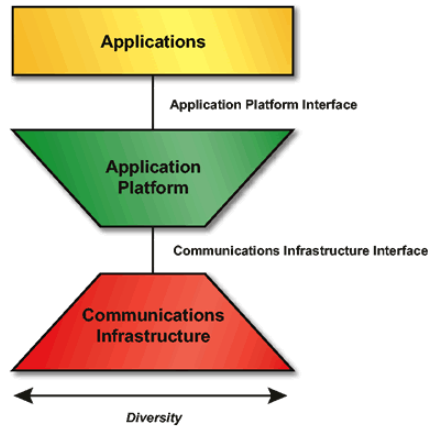 Applications
Application Platform Interface
Application
Platform
Communications Infrastructure Interface
Communications
Infrastructure
Diversity